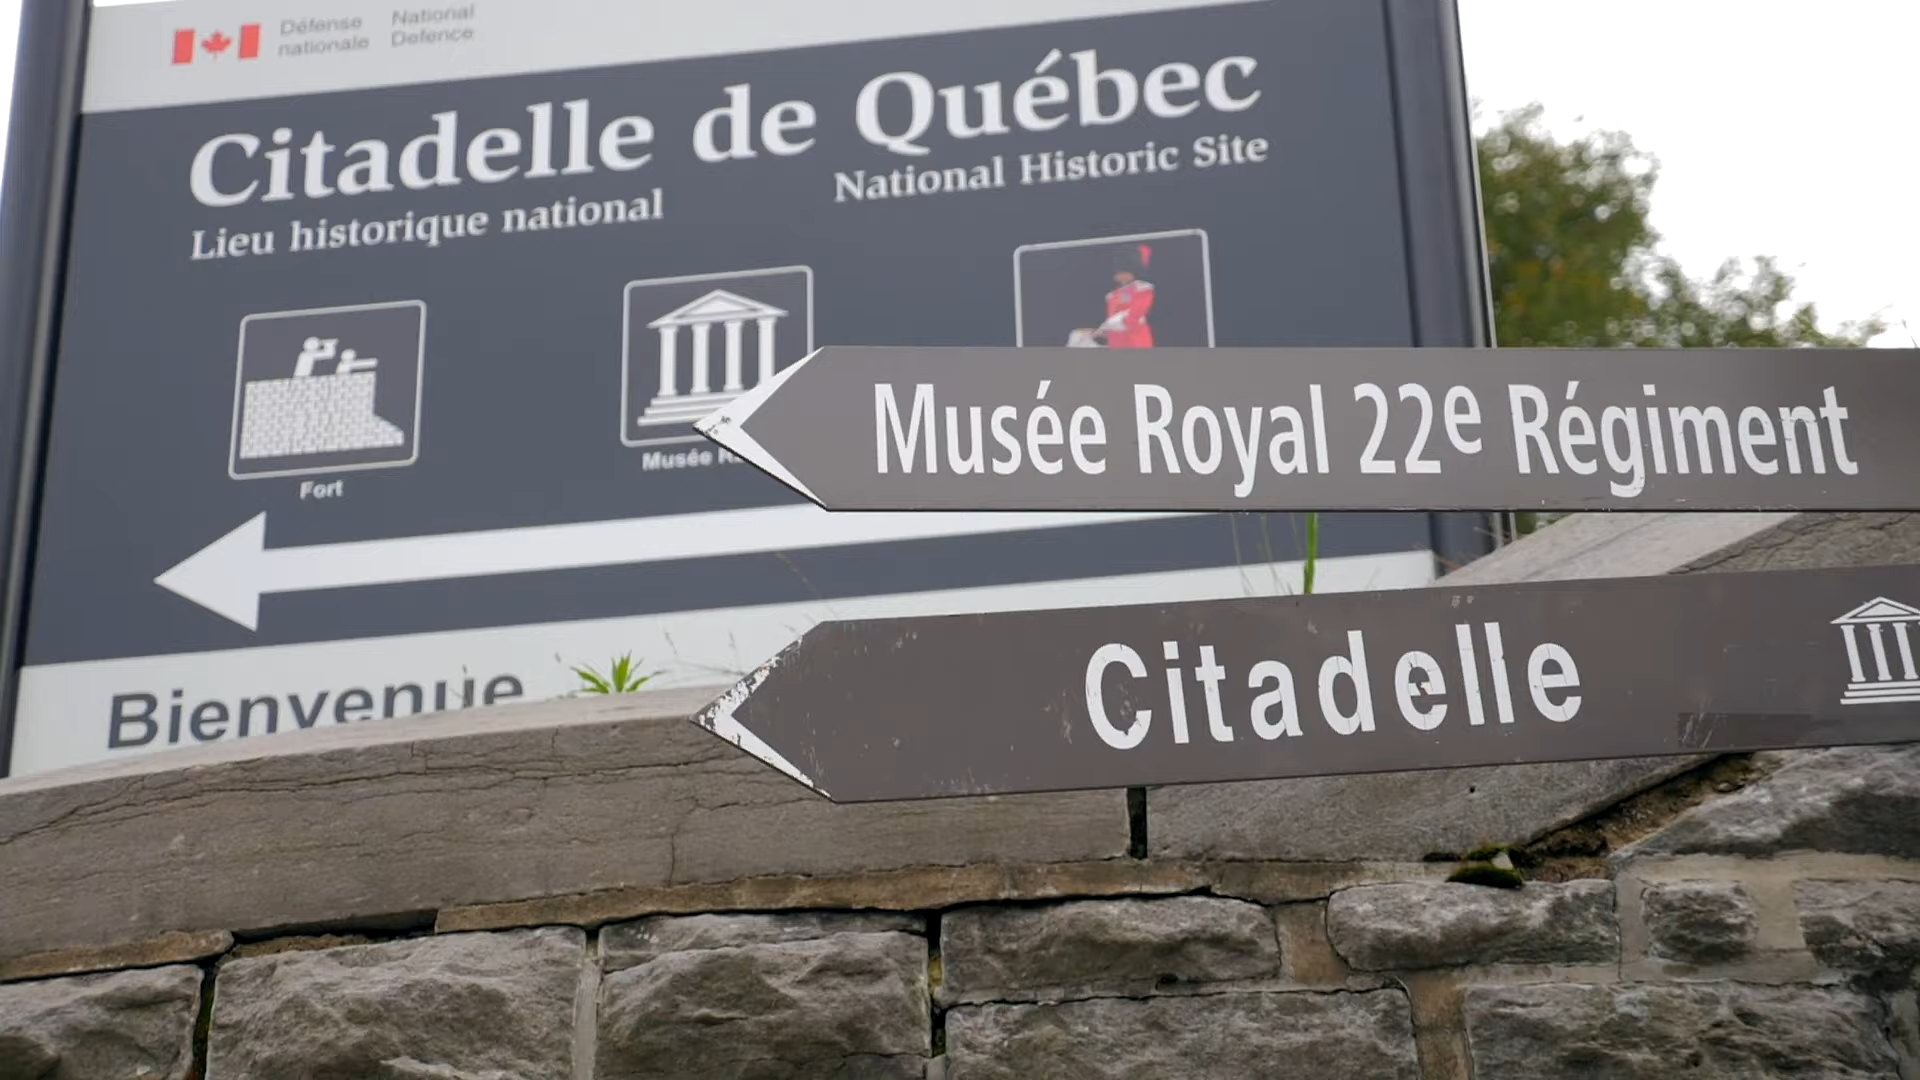 Défense
nationale
National
Defence
Citadelle de Québec
Lieu historique national
National Historic Site
Fort
Musée
Musée Royal 22e Régiment
Citadelle
Bienvenue